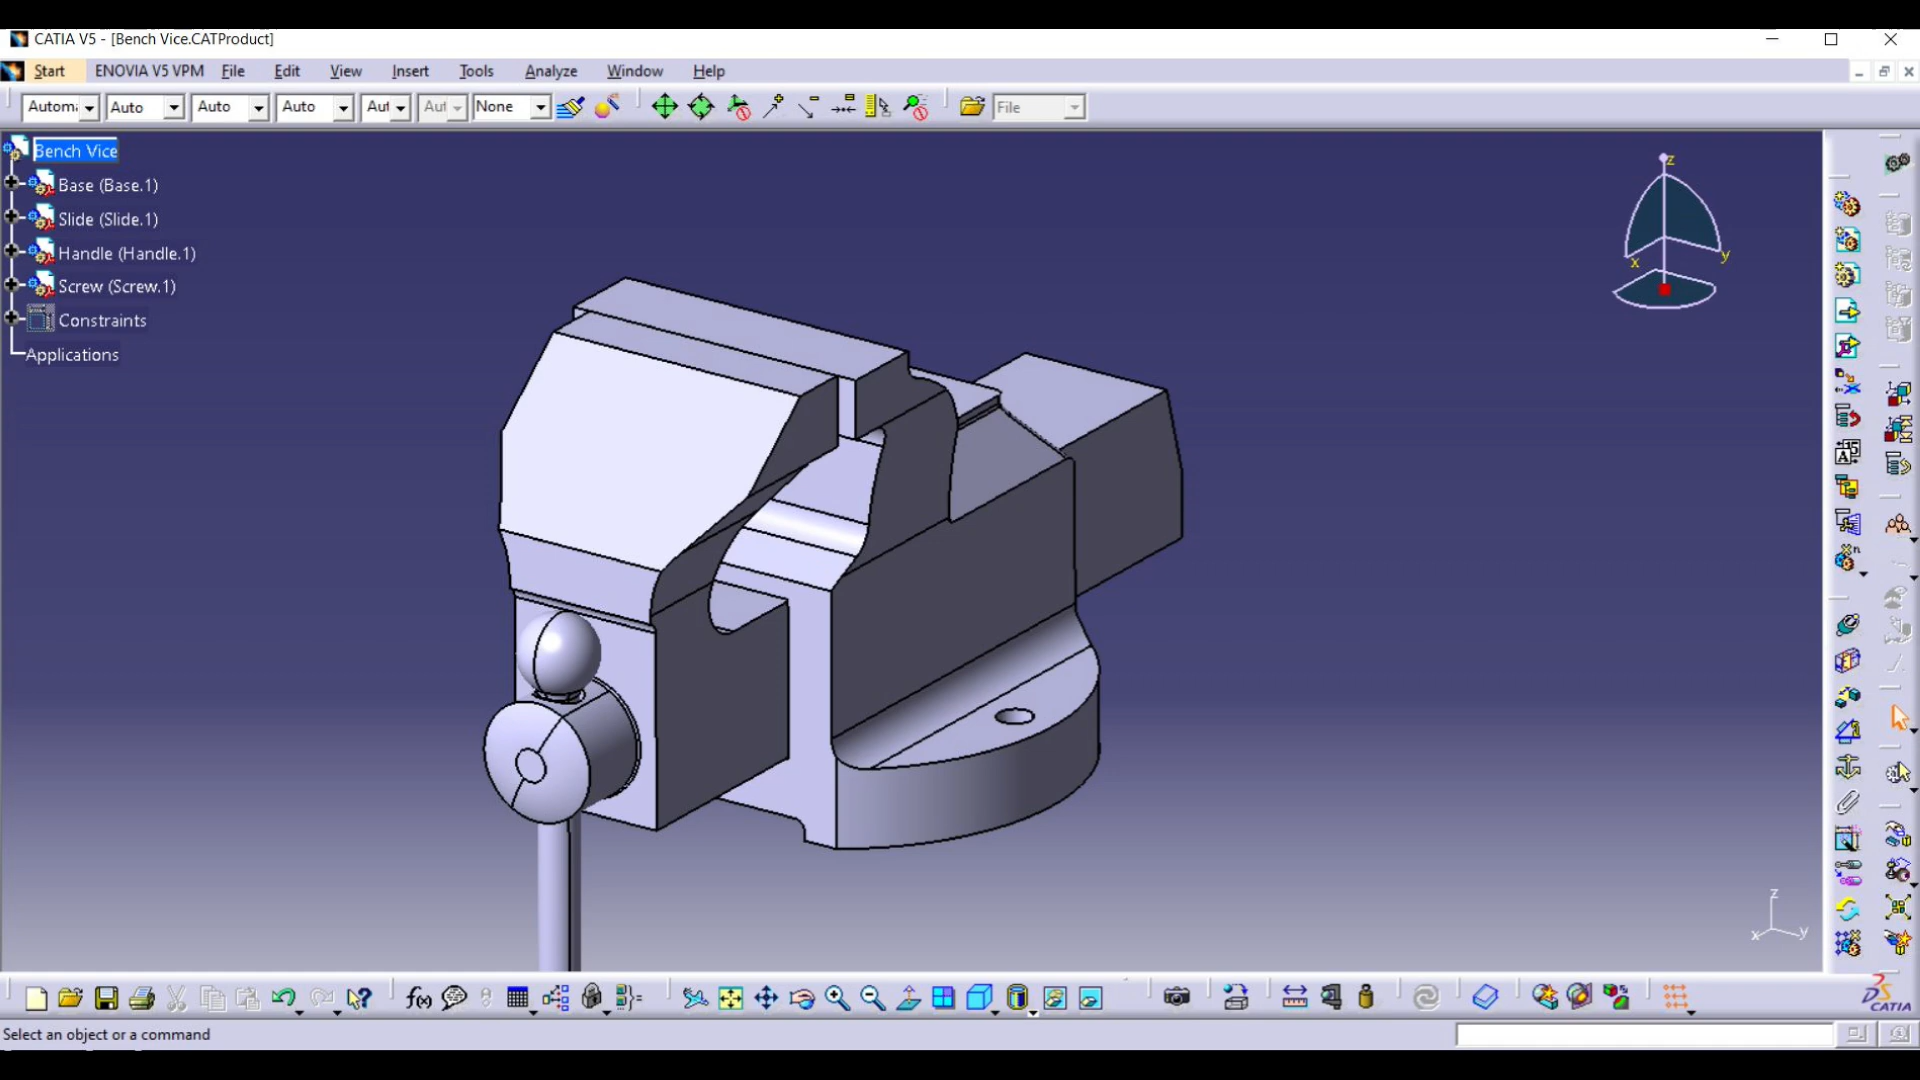 CATIA V5 - [Bench Vice.CATProduct]
Start ENOVIA V5 VPM File Edit View Insert Tools Analyze Window Help
Automa Auto Auto Auto Aut Aut None File
Bench Vice
Base (Base.1)
Slide (Slide.1)
Handle (Handle.1)
Screw (Screw.1)
Constraints
Applications
z
x
y
z
x
y
f(x)
CATIA
Select an object or a command